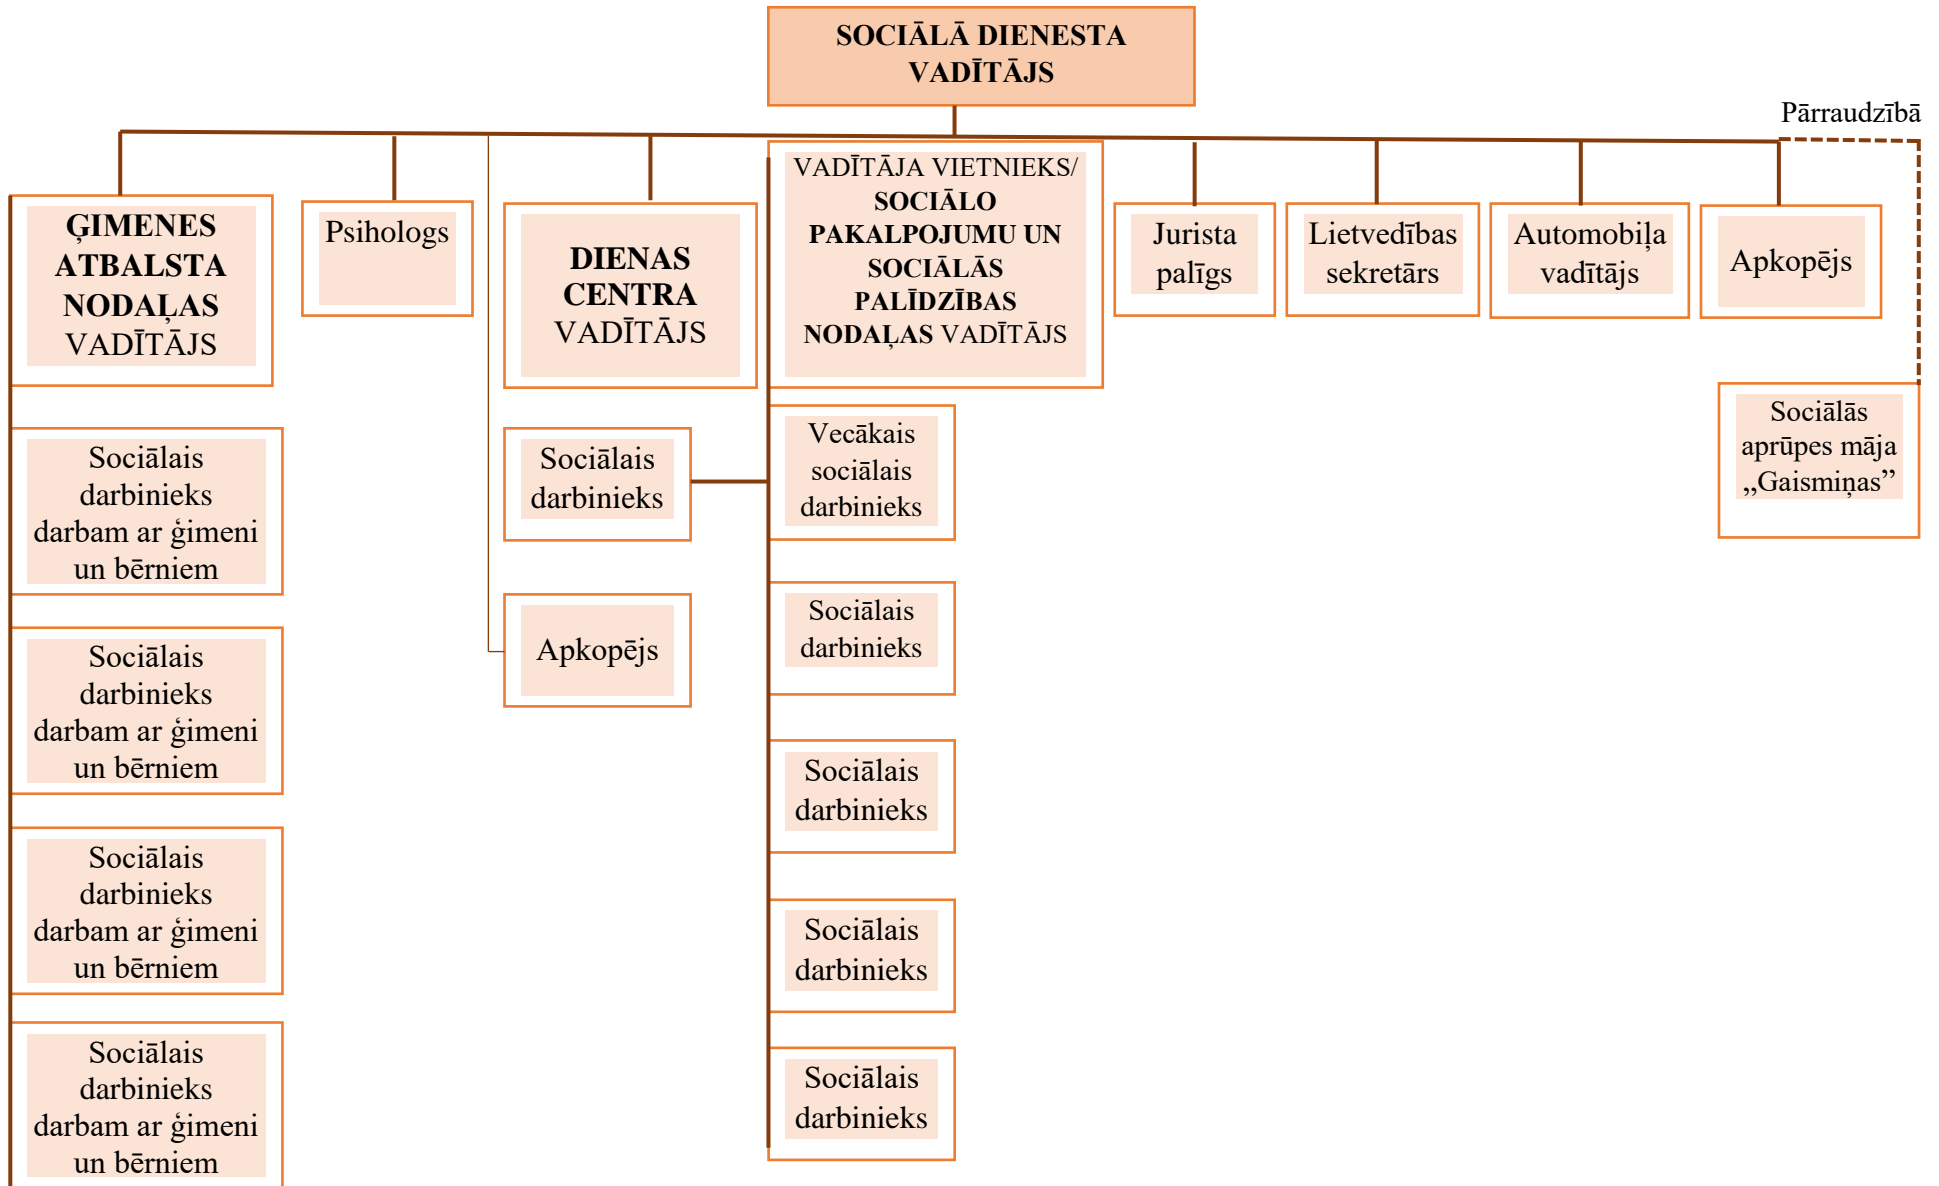 SOCIĀLĀ DIENESTA
VADĪTĀJS
Pārraudzībā
ĢIMENES
ATBALSTA
NODAĻAS
VADĪTĀJS
Psihologs
DIENAS
CENTRA
VADĪTĀJS
VADĪTĀJA VIETNIEKS/
SOCIĀLO
PAKALPOJUMU UN
SOCIĀLĀS
PALĪDZĪBAS
NODAĻAS VADĪTĀJS
Jurista
palīgs
Lietvedības
sekretārs
Automobiļa
vadītājs
Apkopējs
Sociālās
aprūpes māja
„Gaismiņas”
Sociālais
darbinieks
darbam ar ģimeni
un bērniem
Sociālais
darbinieks
darbam ar ģimeni
un bērniem
Sociālais
darbinieks
darbam ar ģimeni
un bērniem
Sociālais
darbinieks
darbam ar ģimeni
un bērniem
Sociālais
darbinieks
Apkopējs
Vecākais
sociālais
darbinieks
Sociālais
darbinieks
Sociālais
darbinieks
Sociālais
darbinieks
Sociālais
darbinieks